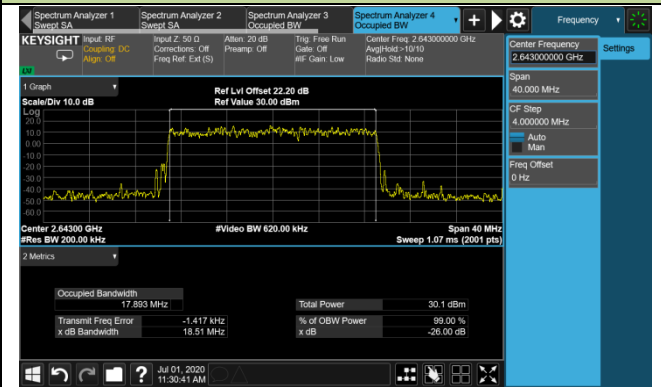 Spectrum Analyzer 1
Swept SA
Spectrum Analyzer 2
Swept SA
Spectrum Analyzer 3
Occupied BW
Spectrum Analyzer 4
Occupied BW
Frequency
KEYSIGHT
Input: RF
Coupling: DC
Align: Off
Input Z: 50 Ω
Corrections: Off
Freq Ref: Ext (S)
Atten: 20 dB
Preamp: Off
Trig: Free Run
Gate: Off
#IF Gain: Low
Center Freq: 2.643000000 GHz
Avg|Hold:>10/10
Radio Std: None
Center Frequency
2.643000000 GHz
Settings
Span
40.000 MHz
CF Step
4.000000 MHz
Auto
Man
Freq Offset
0 Hz
LV
1 Graph
Scale/Div 10.0 dB
Ref Lvl Offset 22.20 dB
Ref Value 30.00 dBm
Log
20.0
10.0
0.00
-10.0
-20.0
-30.0
-40.0
-50.0
-60.0
Center 2.64300 GHz
#Res BW 200.00 kHz
#Video BW 620.00 kHz
Span 40 MHz
Sweep 1.07 ms (2001 pts)
2 Metrics
Occupied Bandwidth
17.893 MHz
Total Power 30.1 dBm
Transmit Freq Error -1.417 kHz
% of OBW Power 99.00 %
x dB Bandwidth 18.51 MHz
x dB -26.00 dB
?
Jul 01, 2020
11:30:41 AM